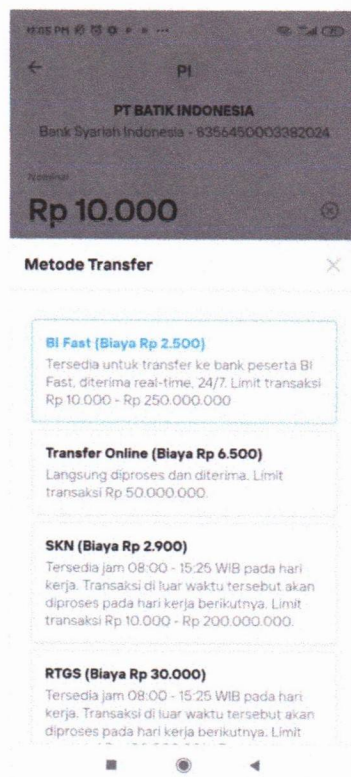 PI
PT BATIK INDONESIA
Bank Syariah Indonesia - 8356450003382024
Nominal
Rp 10.000
Metode Transfer
BI Fast (Biaya Rp 2.500)
Tersedia untuk transfer ke bank peserta BI
Fast, diterima real-time, 24/7. Limit transaksi
Rp 10.000 - Rp 250.000.000
Transfer Online (Biaya Rp 6.500)
Langsung diproses dan diterima. Limit
transaksi Rp 50.000.000.
SKN (Biaya Rp 2.900)
Tersedia jam 08:00 - 15:25 WIB pada hari
kerja. Transaksi di luar waktu tersebut akan
diproses pada hari kerja berikutnya. Limit
transaksi Rp 10.000 - Rp 200.000.000.
RTGS (Biaya Rp 30.000)
Tersedia jam 08:00 - 15:25 WIB pada hari
kerja. Transaksi di luar waktu tersebut akan
diproses pada hari kerja berikutnya. Limit